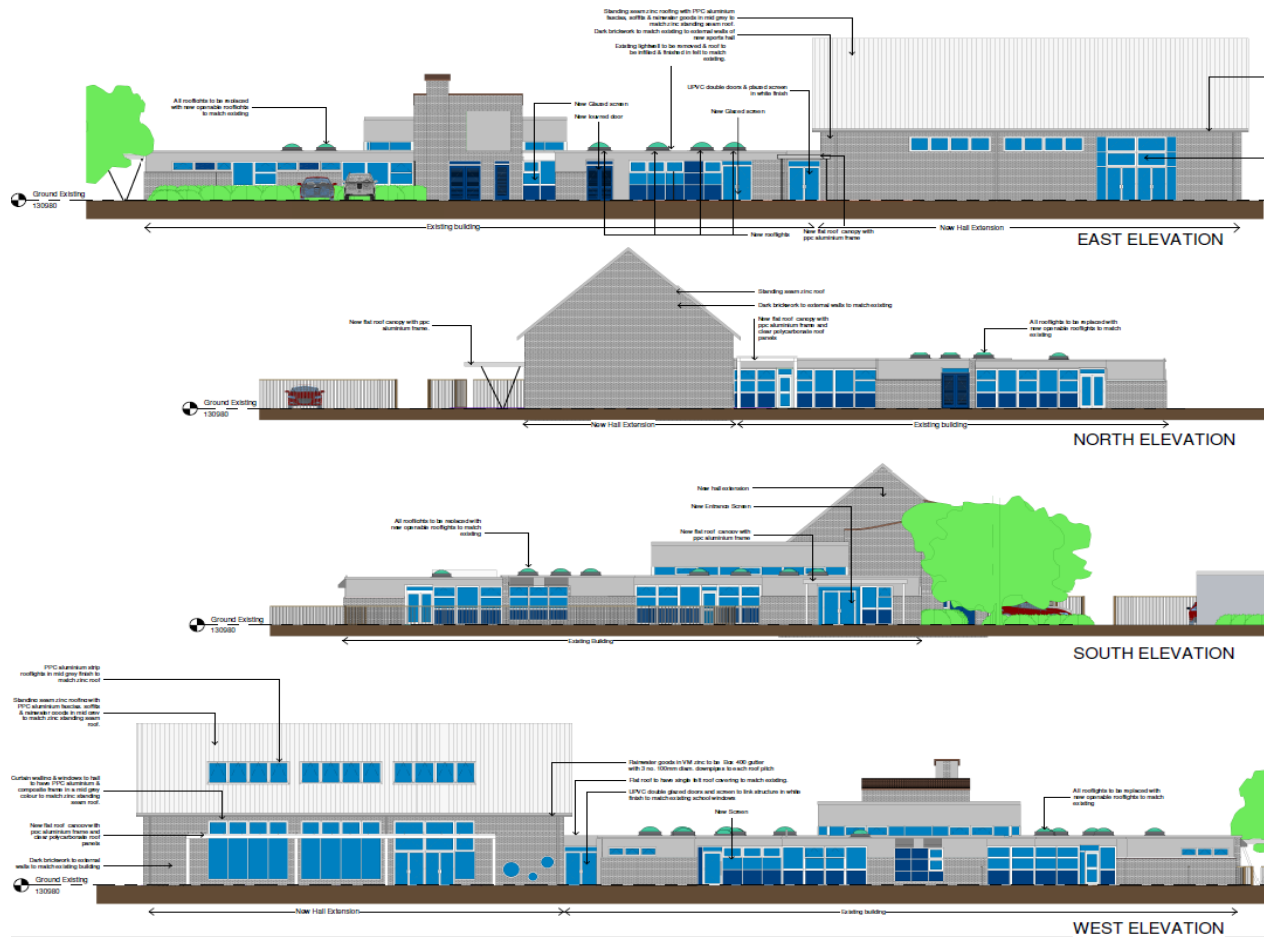 Standing seam zinc roofing with PPC aluminium
fascias, soffits & rainwater goods in mid grey to
match zinc standing seam roof.
Dark brickwork to match existing to external walls of
new sports hall
Existing lightwell to be removed & roof to
be infilled & finished in felt to match
existing.
All rooflights to be replaced
with new openable rooflights
to match existing
New Glazed screen
New louvred door
UPVC double doors & glazed screen
in white finish
New Glazed screen
Ground Existing
130980
Existing building
New rooflights
New flat roof canopy with
ppc aluminium frame
New Hall Extension
EAST ELEVATION
Standing seam zinc roof
Dark brickwork to external walls to match existing
New flat roof canopy with ppc
aluminium frame.
New flat roof canopy with
ppc aluminium frame and
clear polycarbonate roof
panels
All rooflights to be replaced with
new openable rooflights to match
existing
Ground Existing
130980
New Hall Extension
Existing building
NORTH ELEVATION
New hall extension
New Entrance Screen
All rooflights to be replaced with
new openable rooflights to match
existing
New flat roof canopy with
ppc aluminium frame
Ground Existing
130980
Existing Building
SOUTH ELEVATION
PPC aluminium strip
rooflights in mid grey finish to
match zinc roof
Standing seam zinc roofing with
PPC aluminium fascias, soffits
& rainwater goods in mid grey
to match zinc standing seam
roof.
Curtain walling & windows to hall
to have PPC aluminium &
composite frame in a mid grey
colour to match zinc standing
seam roof.
New flat roof canopy with
ppc aluminium frame and
clear polycarbonate roof
panels
Dark brickwork to external
walls to match existing building
Rainwater goods in VM zinc to be Box 400 gutter
with 3 no. 100mm diam. downpipes to each roof pitch
Flat roof to have single felt roof covering to match existing.
UPVC double glazed doors and screen to link structure in white
finish to match existing school windows
New Screen
All rooflights to be replaced with
new openable rooflights to match
existing
Ground Existing
130980
New Hall Extension
Existing building
WEST ELEVATION